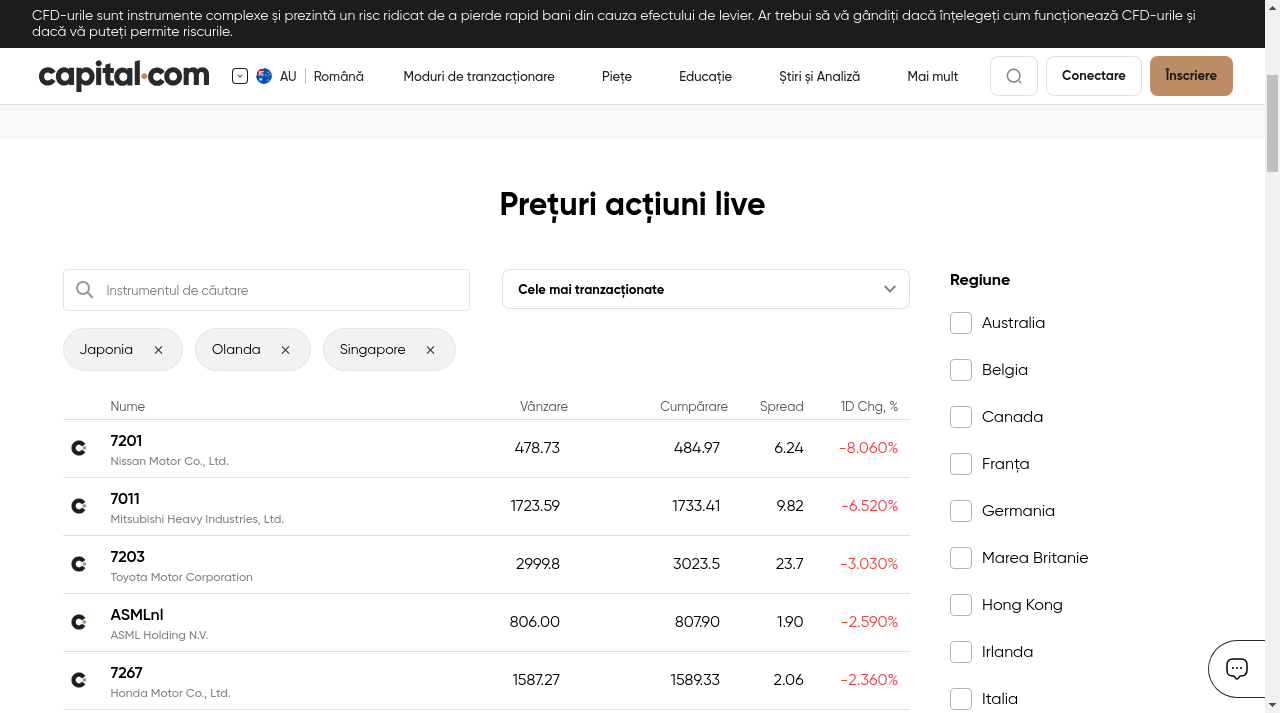 CFD-urile sunt instrumente complexe și prezintă un risc ridicat de a pierde rapid bani din cauza efectului de levier. Ar trebui să vă gândiți dacă înțelegeți cum funcționează CFD-urile și
dacă vă puteți permite riscurile.
capital.com
AU
Română
Moduri de tranzacționare
Piețe
Educație
Știri și Analiză
Mai mult
Conectare
Înscriere
Prețuri acțiuni live
Instrumentul de căutare
Cele mai tranzacționate
Japonia
Olanda
Singapore
Nume Vânzare Cumpărare Spread 1D Chg, %
7201 478.73 484.97 6.24 -8.060%
Nissan Motor Co., Ltd.
7011 1723.59 1733.41 9.82 -6.520%
Mitsubishi Heavy Industries, Ltd.
7203 2999.8 3023.5 23.7 -3.030%
Toyota Motor Corporation
ASMLnl 806.00 807.90 1.90 -2.590%
ASML Holding N.V.
7267 1587.27 1589.33 2.06 -2.360%
Honda Motor Co., Ltd.
Regiune
Australia
Belgia
Canada
Franța
Germania
Marea Britanie
Hong Kong
Irlanda
Italia